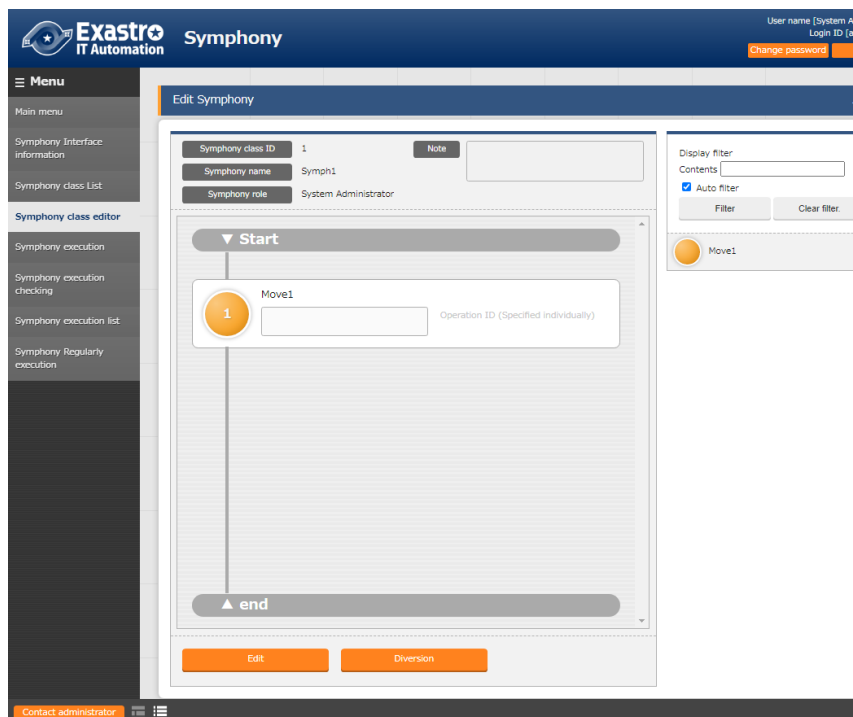 Exastro
IT Automation
Symphony
User name [System A
Login ID [a
Change password
Menu
Main menu
Symphony Interface
information
Symphony class List
Symphony class editor
Symphony execution
Symphony execution
checking
Symphony execution list
Symphony Regularly
execution
Edit Symphony
Symphony class ID 1 Note
Symphony name Symph1
Symphony role System Administrator
▼ Start
1 Move1
Operation ID (Specified individually)
▲ end
Edit Diversion
Display filter
Contents
Auto filter
Filter Clear filter.
Move1
Contact administrator